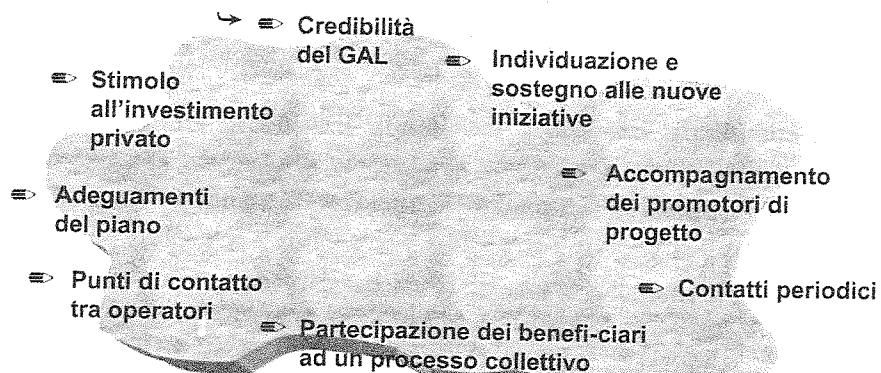 Credibilità
del GAL
Individuazione e
sostegno alle nuove
iniziative
Stimolo
all'investimento
privato
Accompagnamento
dei promotori di
progetto
Adeguamenti
del piano
Punti di contatto
tra operatori
Contatti periodici
Partecipazione dei benefi-ciari
ad un processo collettivo